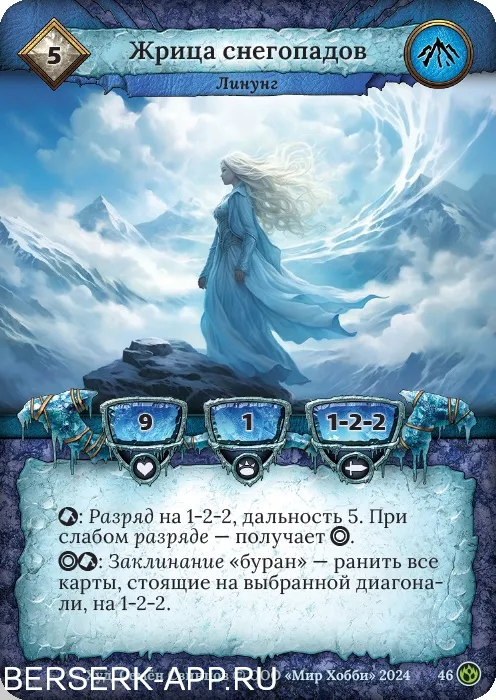 5
Жрица снегопадов
Линунг
9
1
1-2-2
: Разряд на 1-2-2, дальность 5. При
слабом разряде — получает .
: Заклинание «буран» — ранить все
карты, стоящие на выбранной диагона-
ли, на 1-2-2.
«Мир Хобби» 2024
46
BERSERK-APP.RU